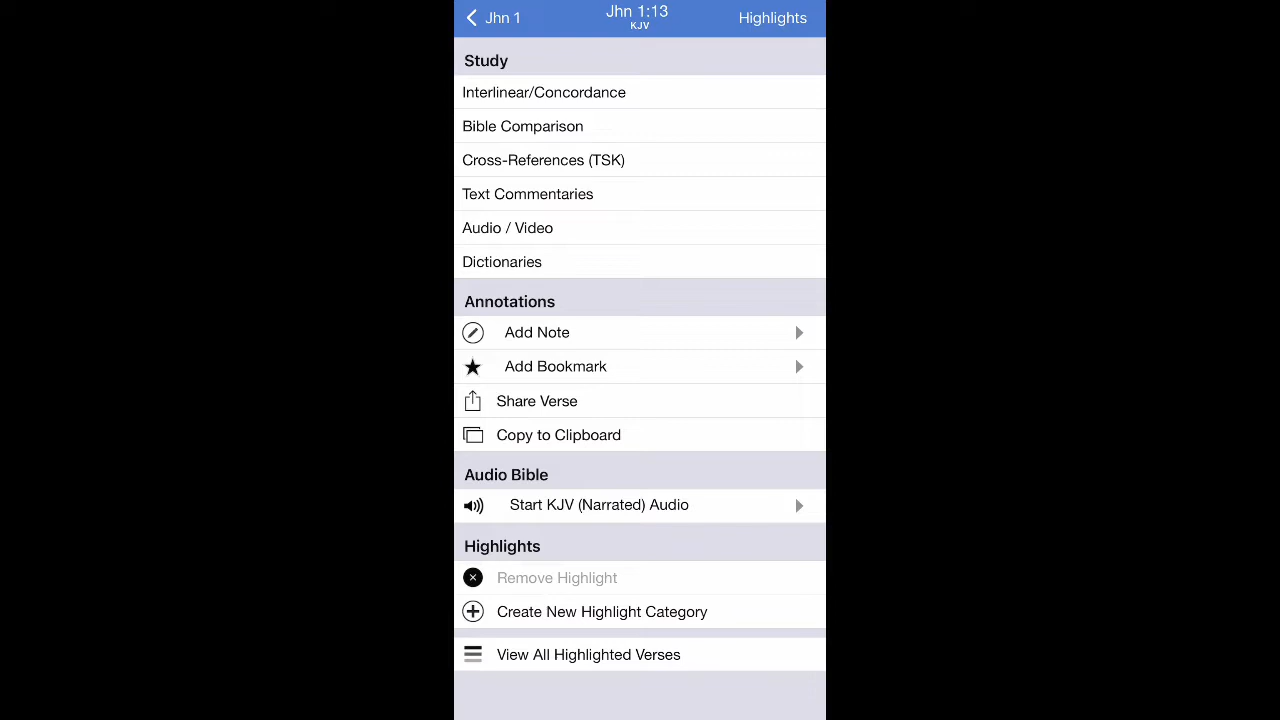 Jhn 1
Jhn 1:13
KJV
Highlights
Study
Interlinear/Concordance
Bible Comparison
Cross-References (TSK)
Text Commentaries
Audio / Video
Dictionaries
Annotations
Add Note
Add Bookmark
Share Verse
Copy to Clipboard
Audio Bible
Start KJV (Narrated) Audio
Highlights
Remove Highlight
Create New Highlight Category
View All Highlighted Verses